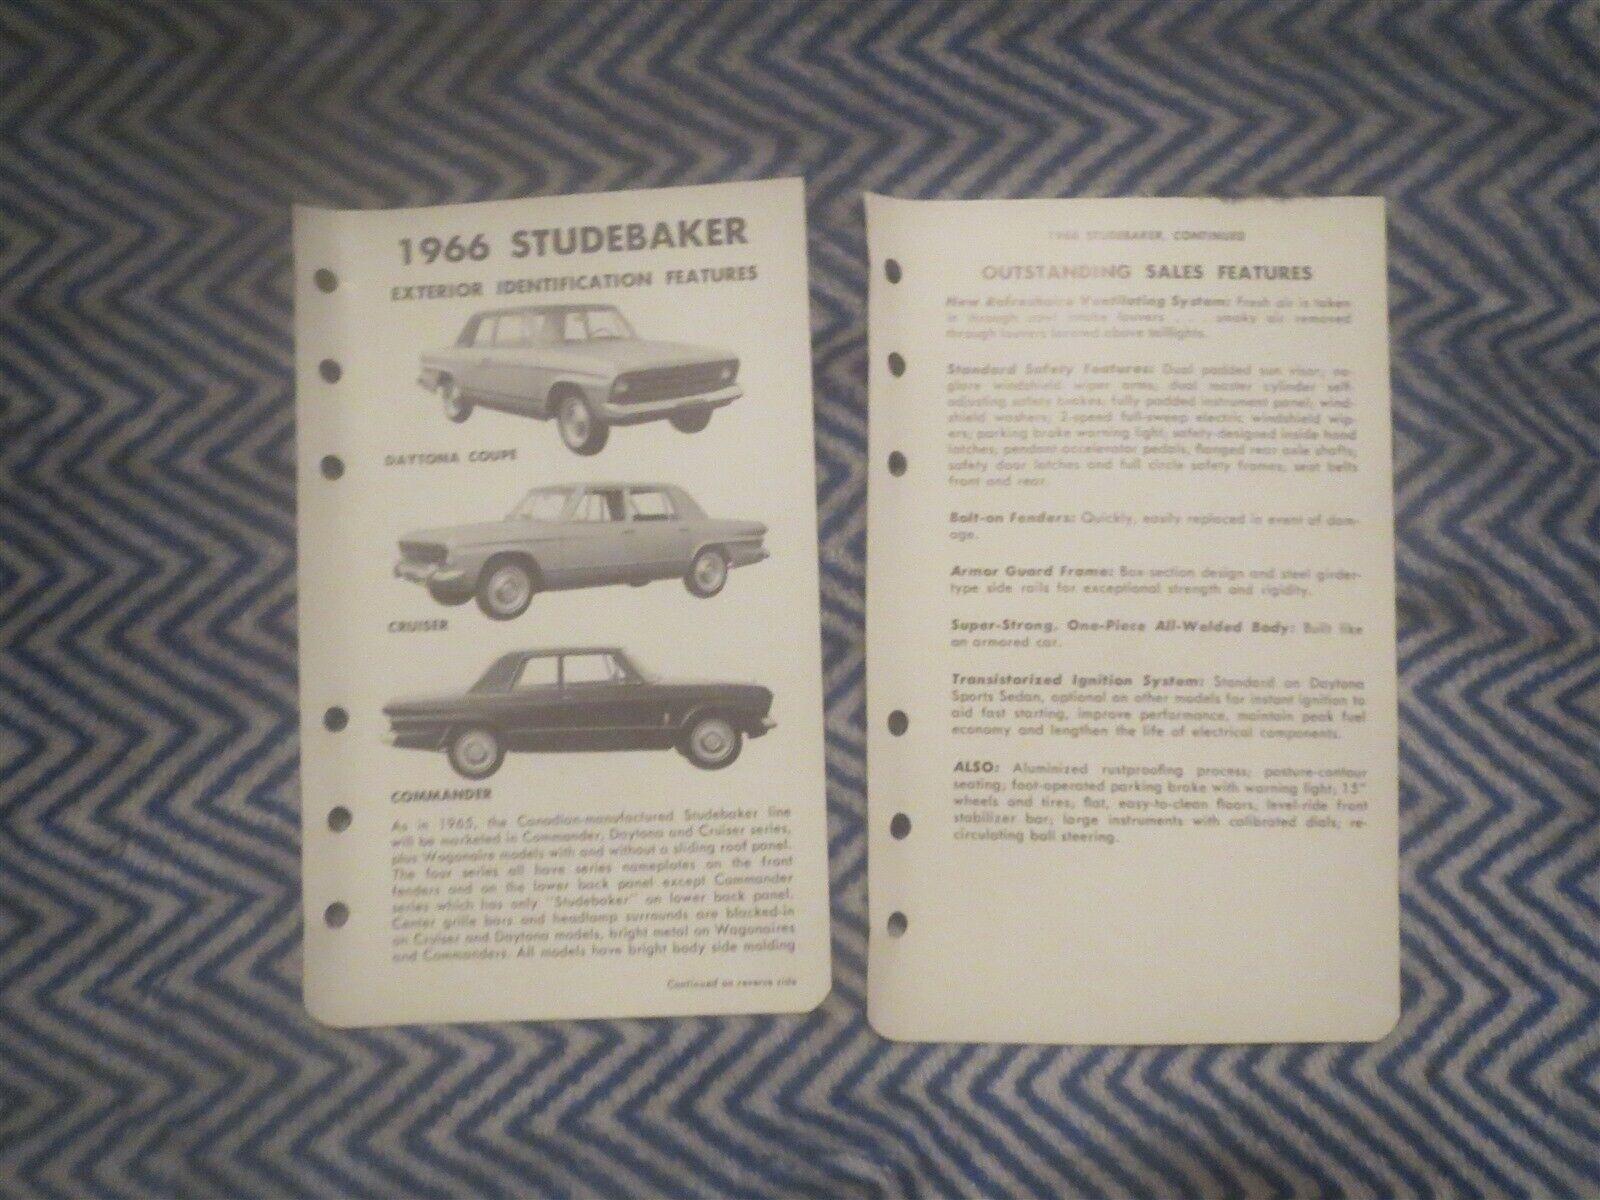 1966 STUDEBAKER
EXTERIOR IDENTIFICATION FEATURES
DAYTONA COUPE
CRUISER
COMMANDER
As in 1965, the Canadian-manufactured Studebaker line
will be marketed in Commander, Daytona and Cruiser series,
plus Wagonaire models with and without a sliding roof panel.
The four series all have series nameplates on the front
fenders and on the lower back panel except Commander
series which has only "Studebaker" on lower back panel.
Center grille bars and headlamp surrounds are blacked-in
on Cruiser and Daytona models, bright metal on Wagonaires
and Commanders. All models have bright body side molding
Continued on reverse side
1966 STUDEBAKER, CONTINUED
OUTSTANDING SALES FEATURES
New Refreshaire Ventilating System: Fresh air is taken
in through cowl intake louvers . . . smoky air removed
through louvers located above taillights.
Standard Safety Features: Dual padded sun visor; no-
glare windshield wiper arms; dual master cylinder self-
adjusting safety brakes; fully padded instrument panel; wind-
shield washers; 2-speed full-sweep electric windshield wip-
ers; parking brake warning light; safety-designed inside hand
latches; pendant accelerator pedals; flanged rear axle shafts;
safety door latches and full circle safety frames; seat belts
front and rear.
Bolt-on Fenders: Quickly, easily replaced in event of dam-
age.
Armor Guard Frame: Box section design and steel girder-
type side rails for exceptional strength and rigidity.
Super-Strong, One-Piece All-Welded Body: Built like
an armored car.
Transistorized Ignition System: Standard on Daytona
Sports Sedan, optional on other models for instant ignition to
aid fast starting, improve performance, maintain peak fuel
economy and lengthen the life of electrical components.
ALSO: Aluminized rustproofing process; posture-contour
seating; foot-operated parking brake with warning light; 15"
wheels and tires; flat, easy-to-clean floors, level-ride front
stabilizer bar; large instruments with calibrated dials; re-
circulating ball steering.